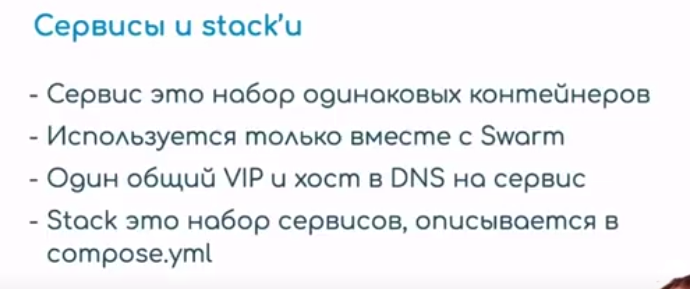 Сервисы и stack’и
- Сервис это набор одинаковых контейнеров
- Используется только вместе с Swarm
- Один общий VIP и хост в DNS на сервис
- Stack это набор сервисов, описывается в
compose.yml